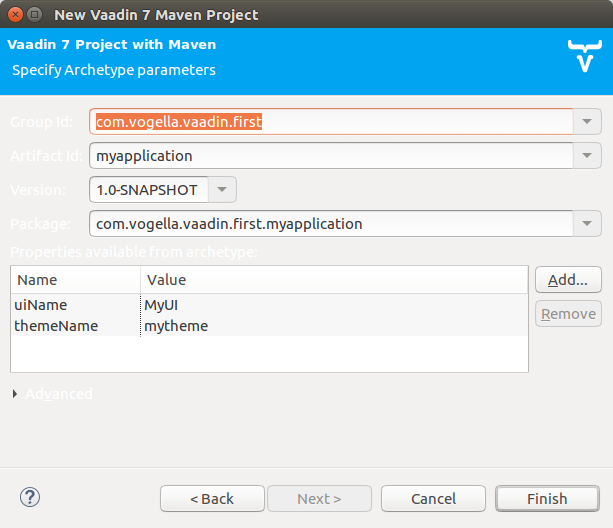 New Vaadin 7 Maven Project
Vaadin 7 Project with Maven
Specify Archetype parameters
Group Id: com.vogella.vaadin.first
Artifact Id: myapplication
Version: 1.0-SNAPSHOT
Package: com.vogella.vaadin.first.myapplication
Properties available from archetype:
Name Value Add...
uiName MyUI
themeName mytheme Remove
Advanced
? < Back Next > Cancel Finish